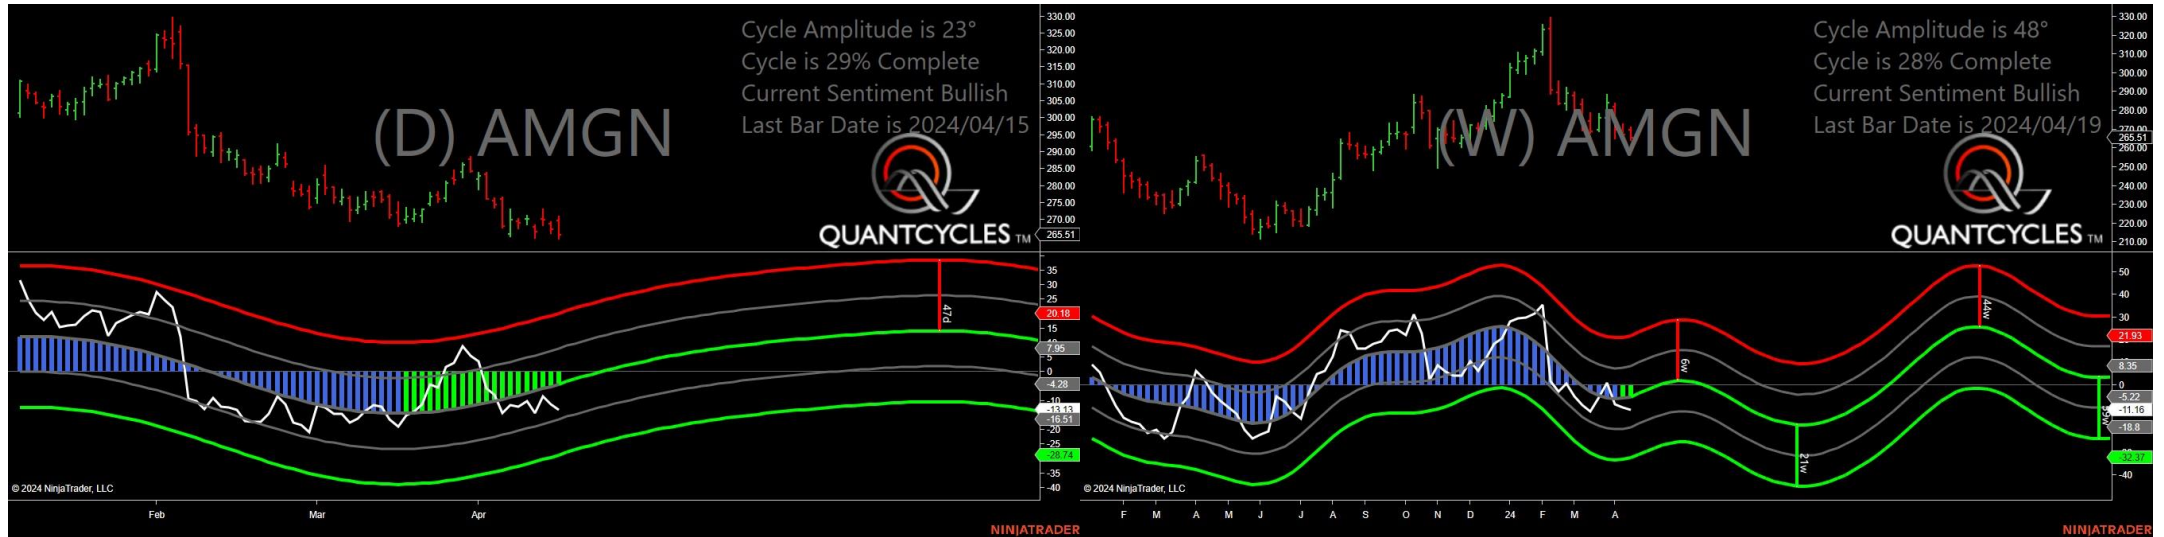 Cycle Amplitude is 23°
Cycle is 29% Complete
Current Sentiment Bullish
Last Bar Date is 2024/04/15
(D) AMGN
QUANTCYCLES TM
330.00
325.00
320.00
315.00
310.00
305.00
300.00
295.00
290.00
285.00
280.00
275.00
270.00
265.51
47d
35
30
25
20.18
15
7.95
5
0
-4.28
-10
-13.13
-16.51
-20
-25
-28.74
-35
-40
© 2024 NinjaTrader, LLC
Feb Mar Apr
NINJATRADER
Cycle Amplitude is 48°
Cycle is 28% Complete
Current Sentiment Bullish
Last Bar Date is 2024/04/19
(W) AMGN
QUANTCYCLES TM
330.00
320.00
310.00
300.00
290.00
280.00
270.00
265.51
260.00
250.00
240.00
230.00
220.00
210.00
6w
21w
44w
50
40
30
21.93
8.35
0
-5.22
-11.16
-18.8
-32.37
-40
© 2024 NinjaTrader, LLC
F M A M J J A S O N D 24 F M A
NINJATRADER